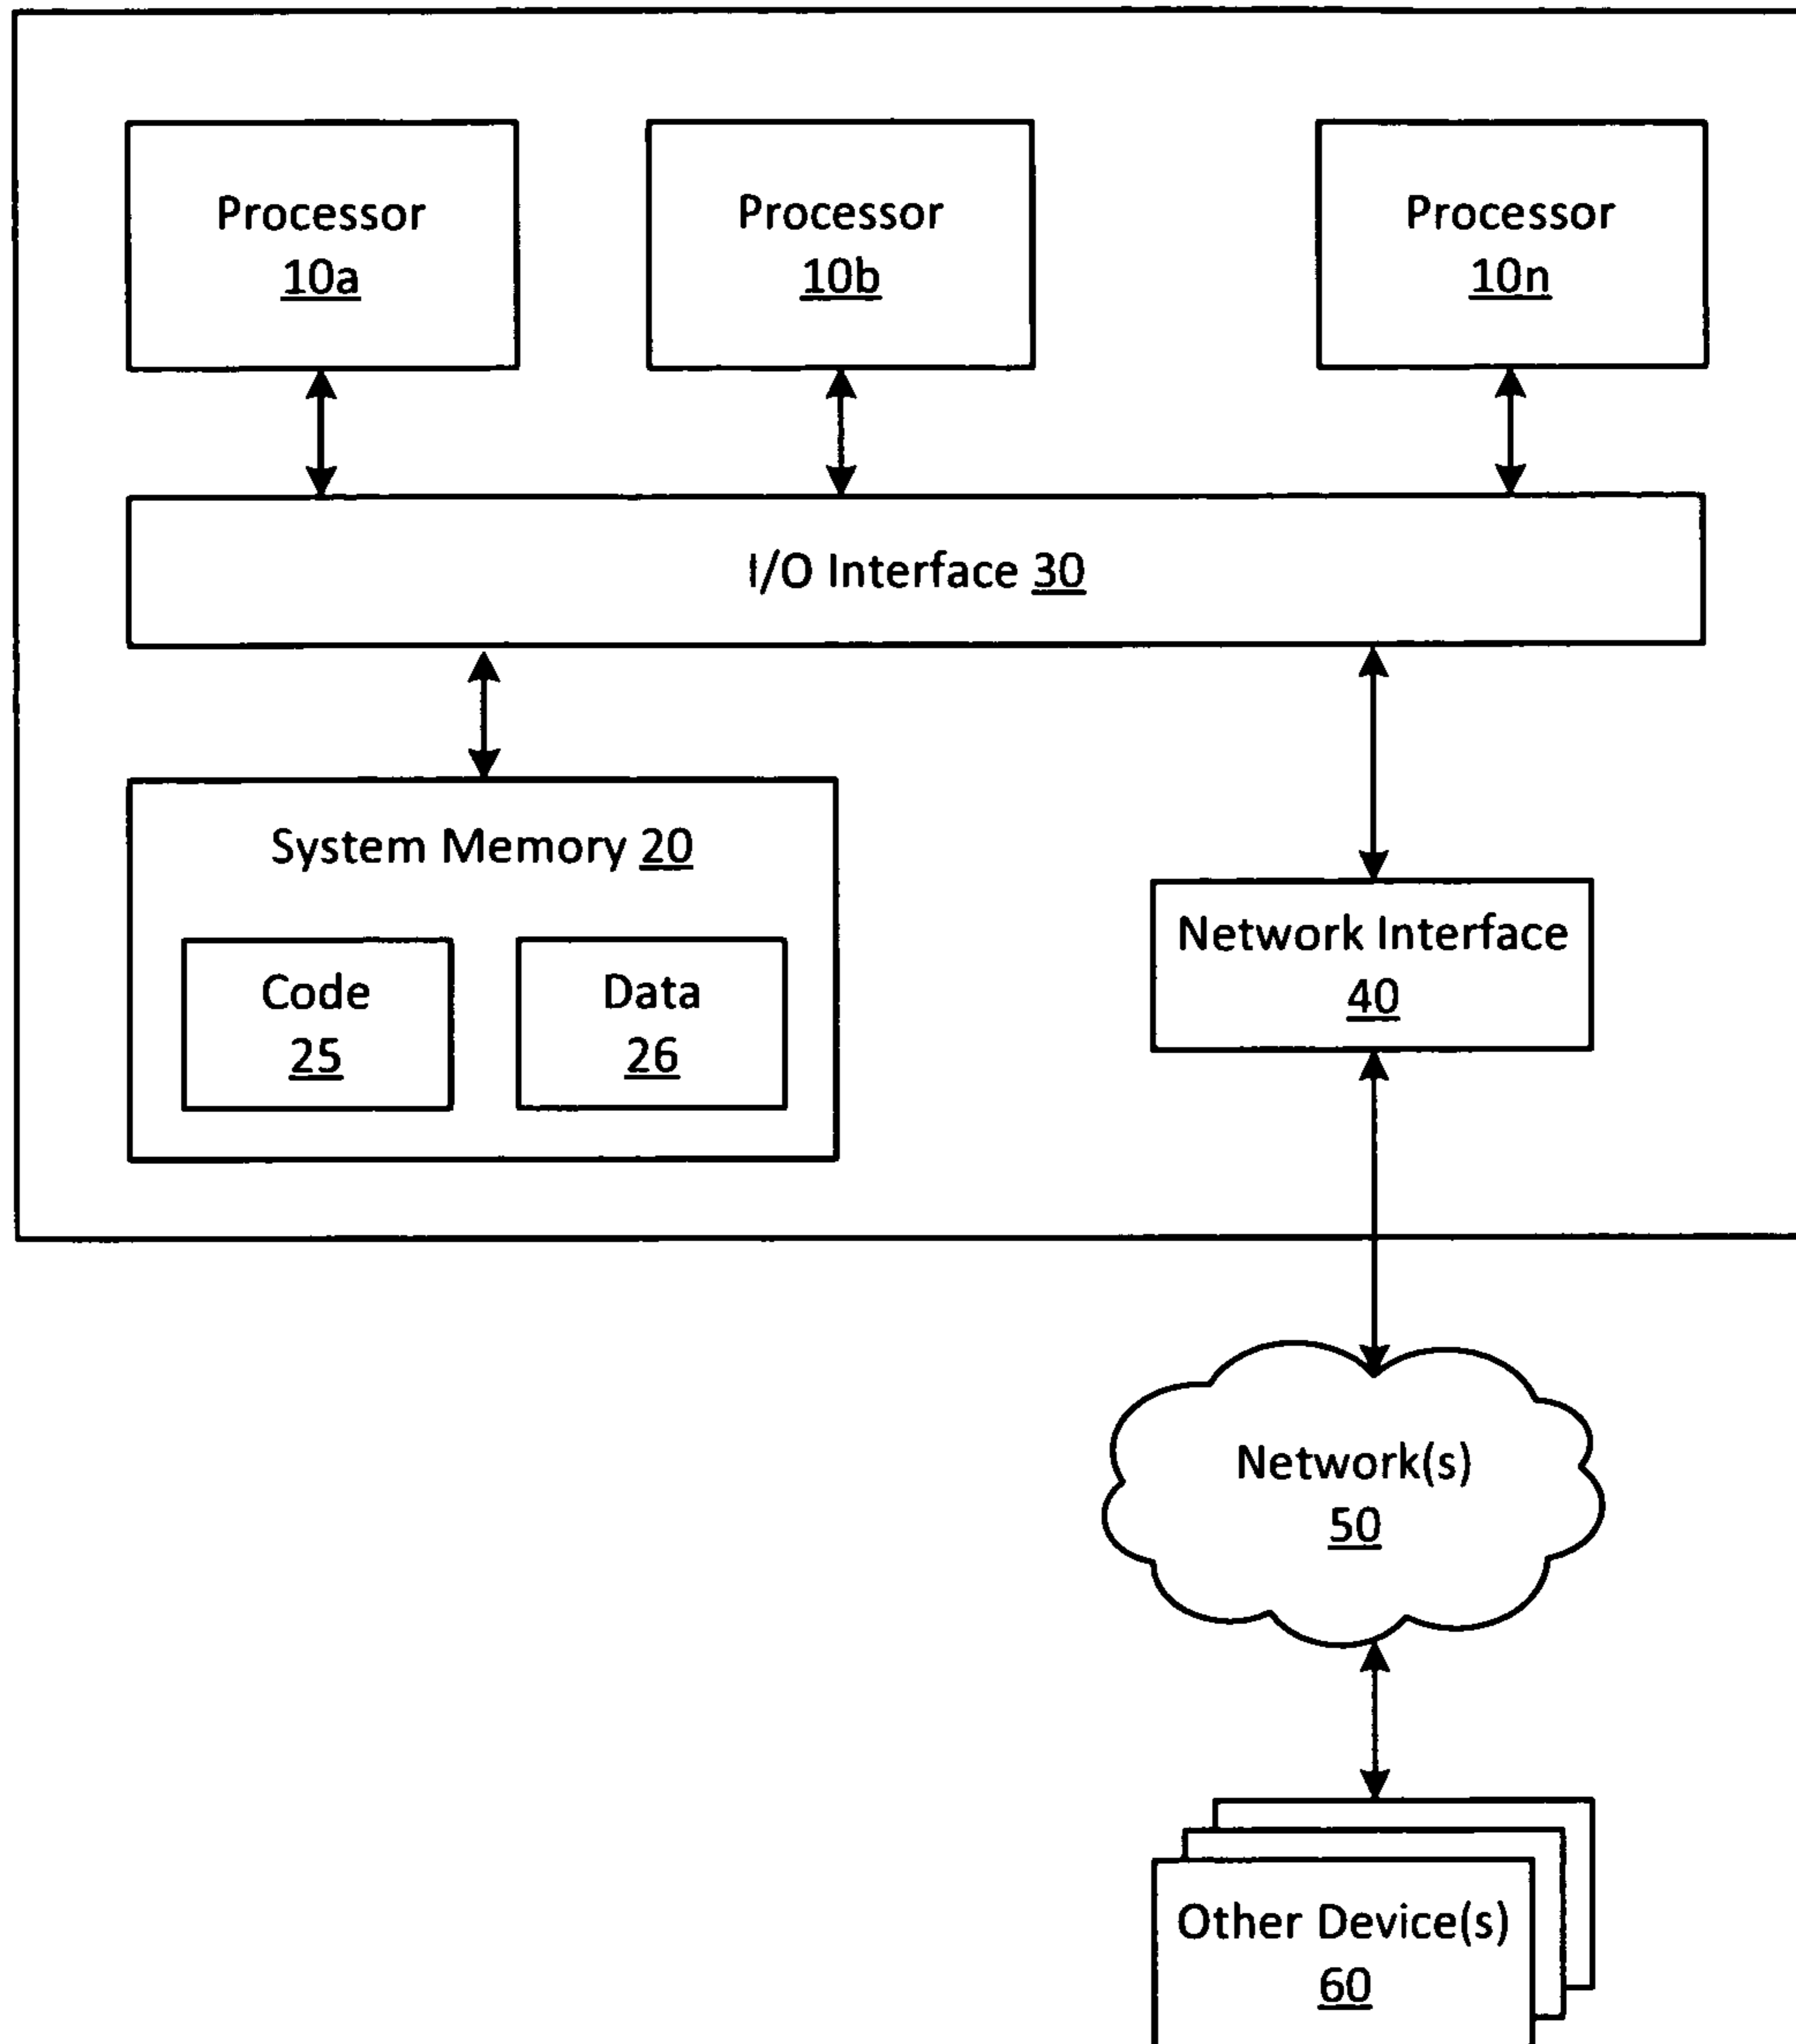 Processor
10a
Processor
10b
Processor
10n
I/O Interface 30
System Memory 20
Code
25
Data
26
Network Interface
40
Network(s)
50
Other Device(s)
60